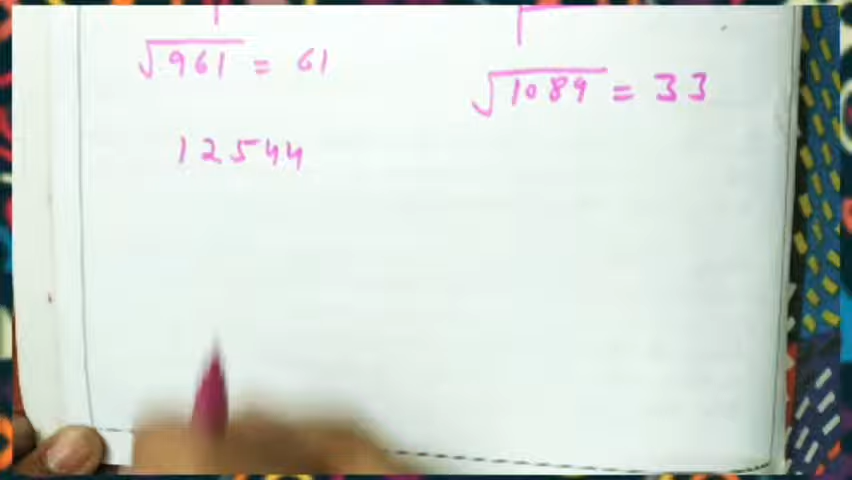 √961 = 61
√1089 = 33
12544